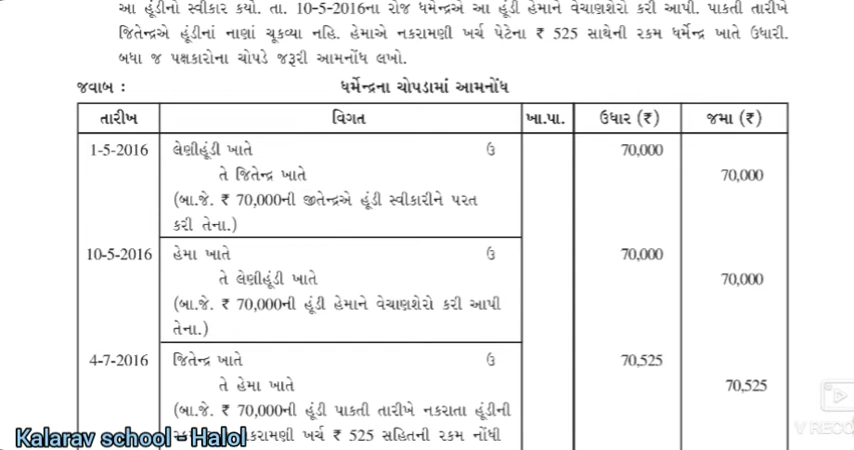 આ હૂંડીનો સ્વીકાર કર્યો. તા. 10-5-2016ના રોજ ધર્મેન્દ્રએ આ હૂંડી હેમાને વેચાણશેરો કરી આપી. પાકતી તારીખે
જિતેન્દ્રએ હૂંડીનાં નાણાં ચૂકવ્યા નહિ. હેમાએ નકરામણી ખર્ચ પેટેના ₹ 525 સાથેની રકમ ધર્મેન્દ્ર ખાતે ઉધારી.
બધા જ પક્ષકારોના ચોપડે જરૂરી આમનોંધ લખો.
જવાબ : ધર્મેન્દ્રના ચોપડામાં આમનોંધ
તારીખ વિગત ખા.પા. ઉધાર (₹) જમા (₹)
1-5-2016 લેણીહૂંડી ખાતે ઉ 70,000
તે જિતેન્દ્ર ખાતે 70,000
(બા.જે. ₹ 70,000ની જીતેન્દ્રએ હૂંડી સ્વીકારીને પરત
કરી તેના.)
10-5-2016 હેમા ખાતે ઉ 70,000
તે લેણીહૂંડી ખાતે 70,000
(બા.જે. ₹ 70,000ની હૂંડી હેમાને વેચાણશેરો કરી આપી
તેના.)
4-7-2016 જિતેન્દ્ર ખાતે ઉ 70,525
તે હેમા ખાતે 70,525
(બા.જે. ₹ 70,000ની હૂંડી પાકતી તારીખે નકરાતા હૂંડીની
ખર્ચ ₹ 525 સહિતની રકમ નોંધી
Kalarav school - Halol